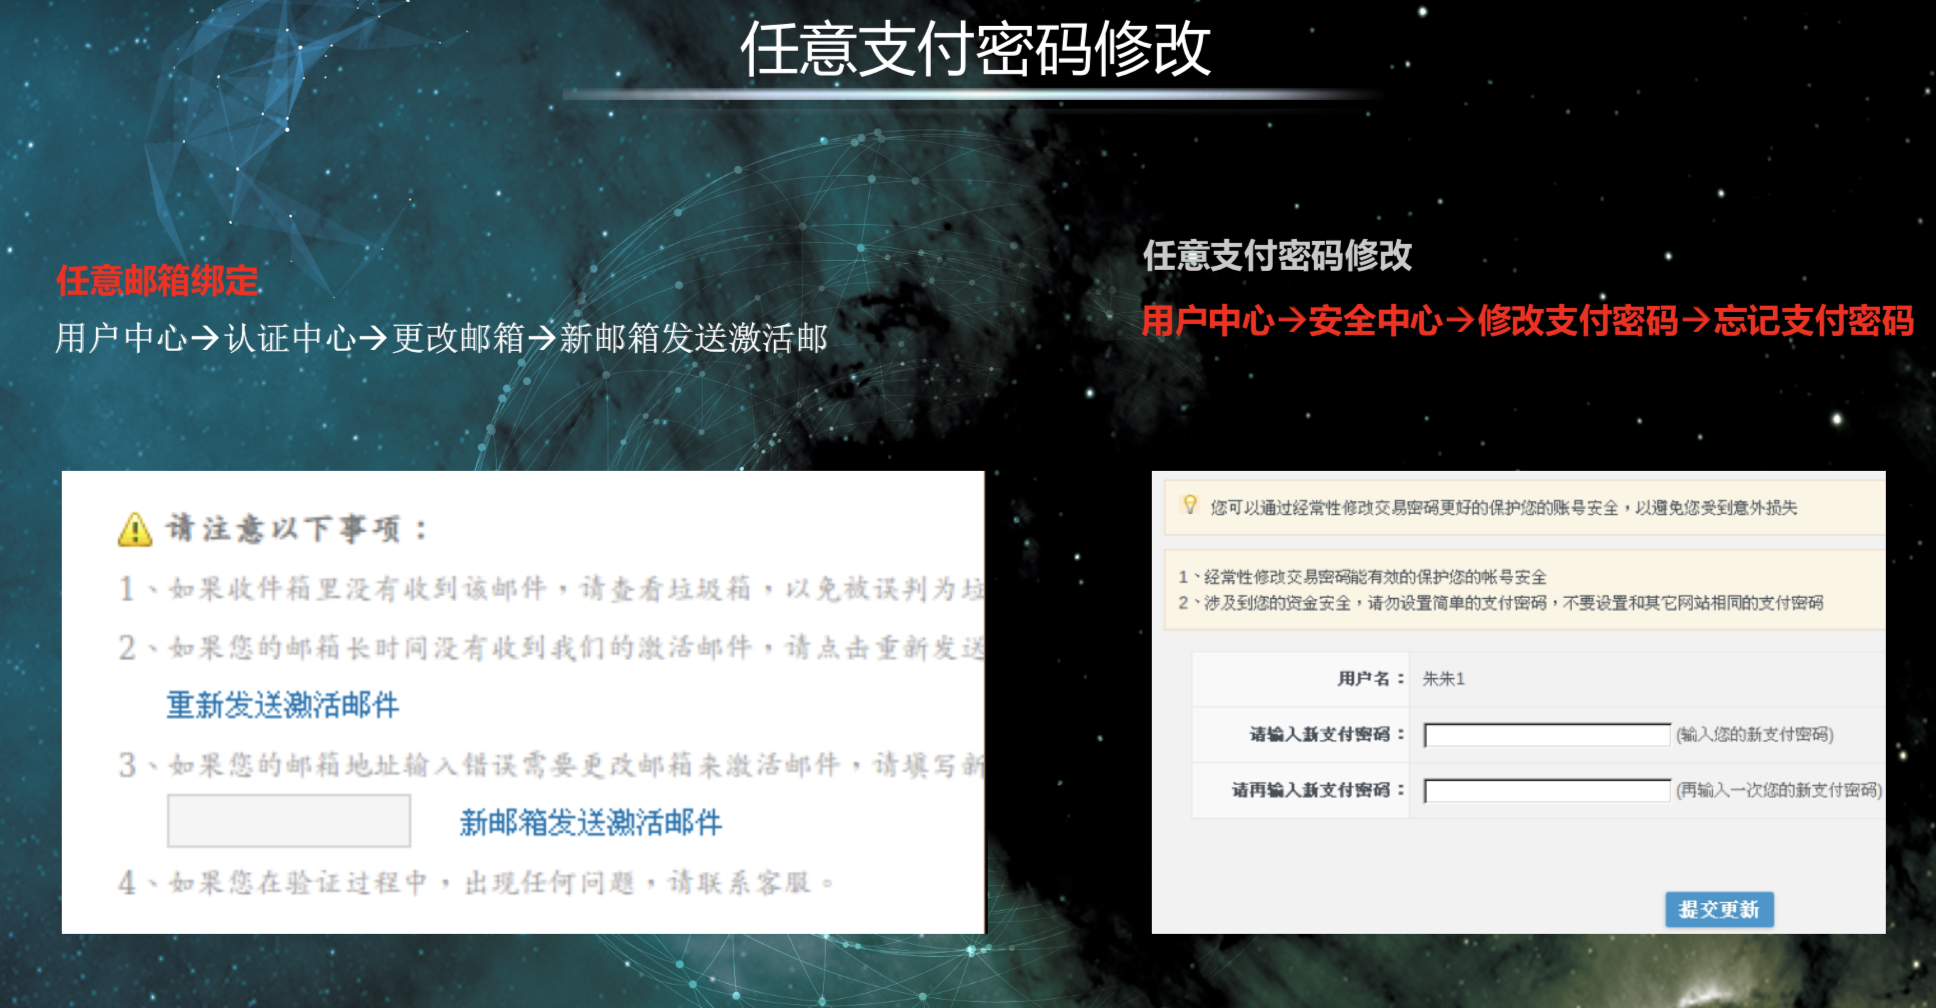 任意支付密码修改
任意邮箱绑定
用户中心→认证中心→更改邮箱→新邮箱发送激活邮
任意支付密码修改
用户中心→安全中心→修改支付密码→忘记支付密码
请注意以下事项：
1、如果收件箱里没有收到该邮件，请查看垃圾箱，以免被误判为垃
2、如果您的邮箱长时间没有收到我们的激活邮件，请点击重新发送
重新发送激活邮件
3、如果您的邮箱地址输入错误需要更改邮箱来激活邮件，请填写新
新邮箱发送激活邮件
4、如果您在验证过程中，出现任何问题，请联系客服。
您可以通过经常性修改交易密码更好的保护您的账号安全，以避免您受到意外损失
1、经常性修改交易密码能有效的保护您的帐号安全
2、涉及到您的资金安全，请勿设置简单的支付密码，不要设置和其它网站相同的支付密码
用户名： 朱朱1
请输入新支付密码： (输入您的新支付密码)
请再输入新支付密码： (再输入一次您的新支付密码)
提交更新